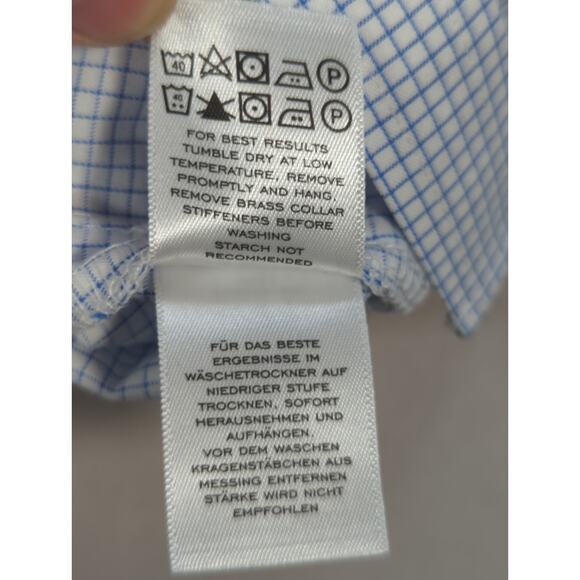 40 P
40 P
FOR BEST RESULTS
TUMBLE DRY AT LOW
TEMPERATURE, REMOVE
PROMPTLY AND HANG.
REMOVE BRASS COLLAR
STIFFENERS BEFORE
WASHING
STARCH NOT
RECOMMENDED
FÜR DAS BESTE
ERGEBNISSE IM
WÄSCHETROCKNER AUF
NIEDRIGER STUFE
TROCKNEN, SOFORT
HERAUSNEHMEN UND
AUFHÄNGEN.
VOR DEM WASCHEN
KRAGENSTÄBCHEN AUS
MESSING ENTFERNEN
STÄRKE WIRD NICHT
EMPFOHLEN